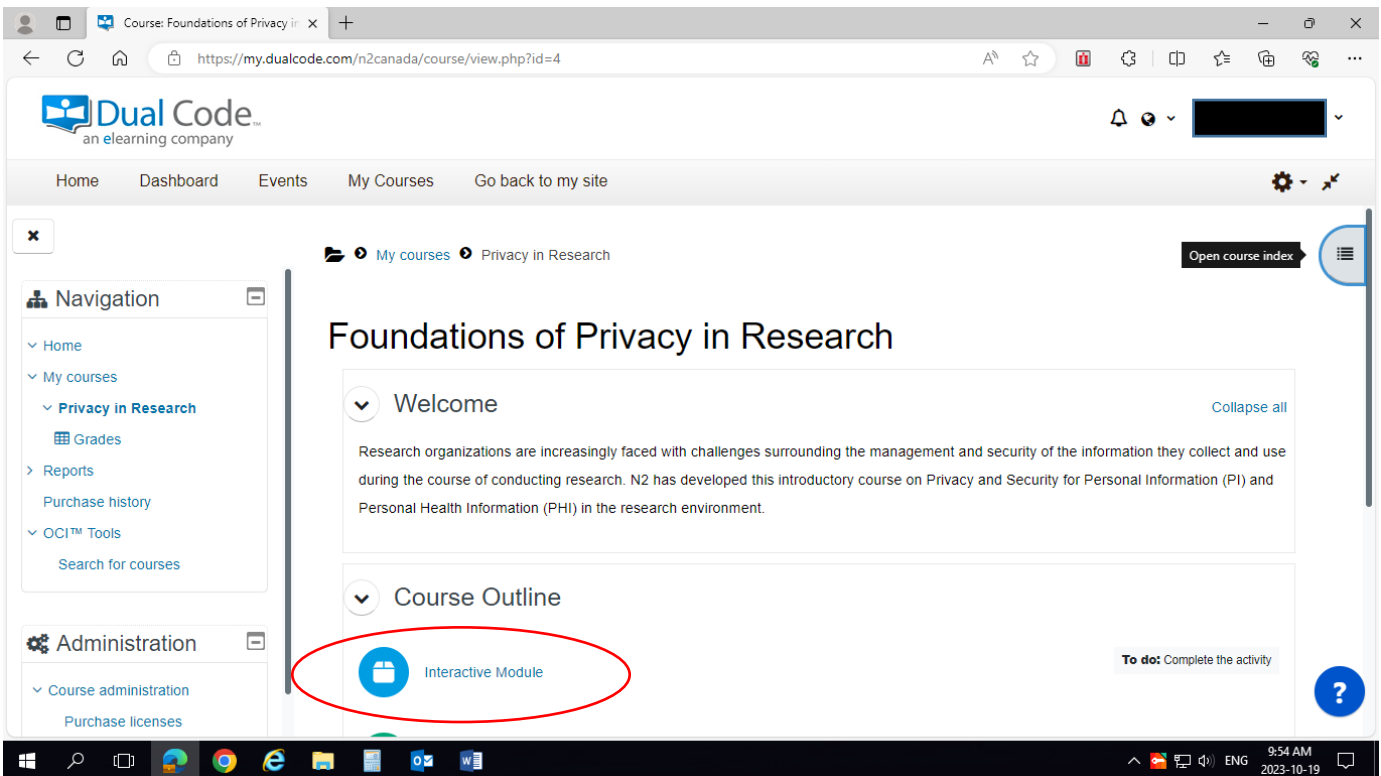 Course: Foundations of Privacy in
https://my.dualcode.com/n2canada/course/view.php?id=4
Dual Code™
an elearning company
Home Dashboard Events My Courses Go back to my site
My courses Privacy in Research
Open course index
Navigation
Home
My courses
Privacy in Research
Grades
Reports
Purchase history
OCI™ Tools
Search for courses
Administration
Course administration
Purchase licenses
Foundations of Privacy in Research
Welcome
Collapse all
Research organizations are increasingly faced with challenges surrounding the management and security of the information they collect and use
during the course of conducting research. N2 has developed this introductory course on Privacy and Security for Personal Information (PI) and
Personal Health Information (PHI) in the research environment.
Course Outline
Interactive Module
To do: Complete the activity
?
ENG
9:54 AM
2023-10-19